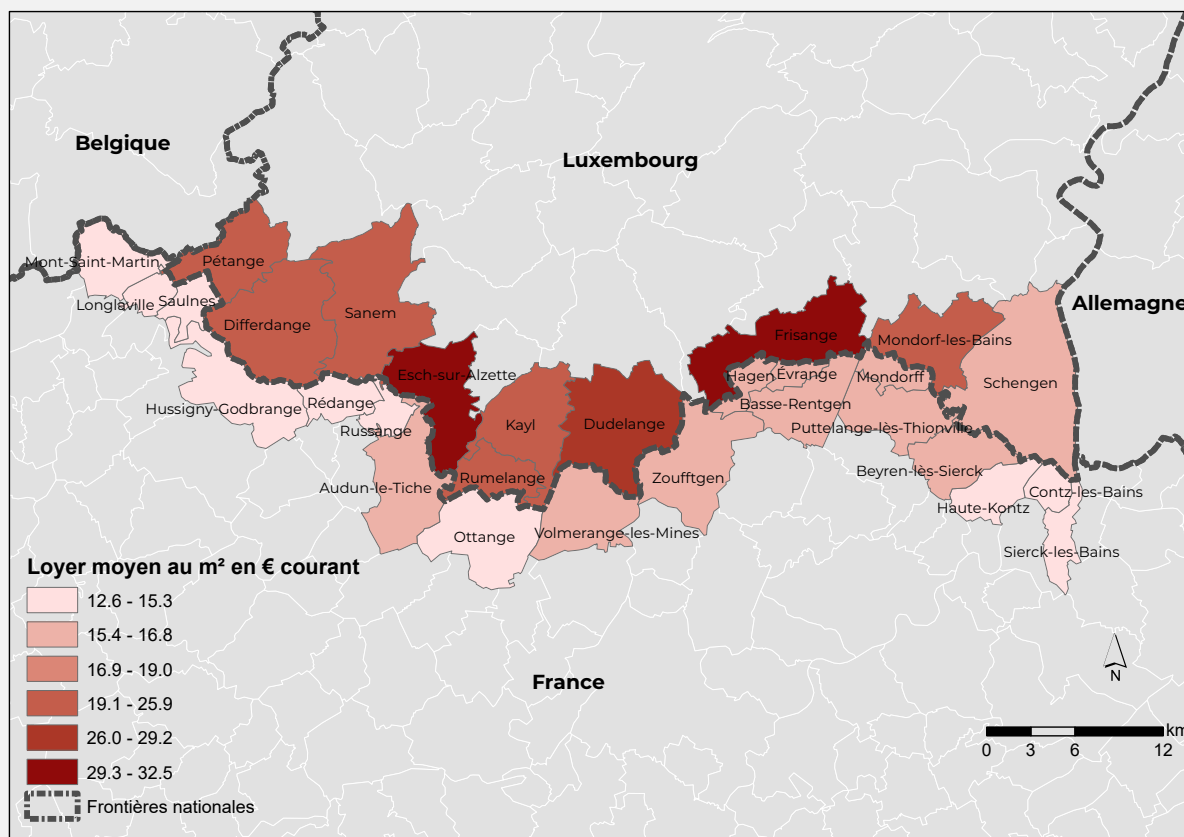 Belgique
Luxembourg
Mont-Saint-Martin
Pétange
Longlaville
Saulnes
Allemagne
Differdange
Sanem
Frisange
Mondorf-les-Bains
Esch-sur-Alzette
Hagen
Évrange
Mondorff
Schengen
Hussigny-Godbrange
Rédange
Basse-Rentgen
Russange
Kayl
Dudelange
Puttelange-lès-Thionville
Audun-le-Tiche
Rumelange
Zoufftgen
Beyren-lès-Sierck
Contz-les-Bains
Haute-Kontz
Ottange
Volmerange-les-Mines
Sierck-les-Bains
Loyer moyen au m² en € courant
12.6 - 15.3
15.4 - 16.8
16.9 - 19.0
19.1 - 25.9
26.0 - 29.2
29.3 - 32.5
Frontières nationales
France
N
km
0 3 6 12